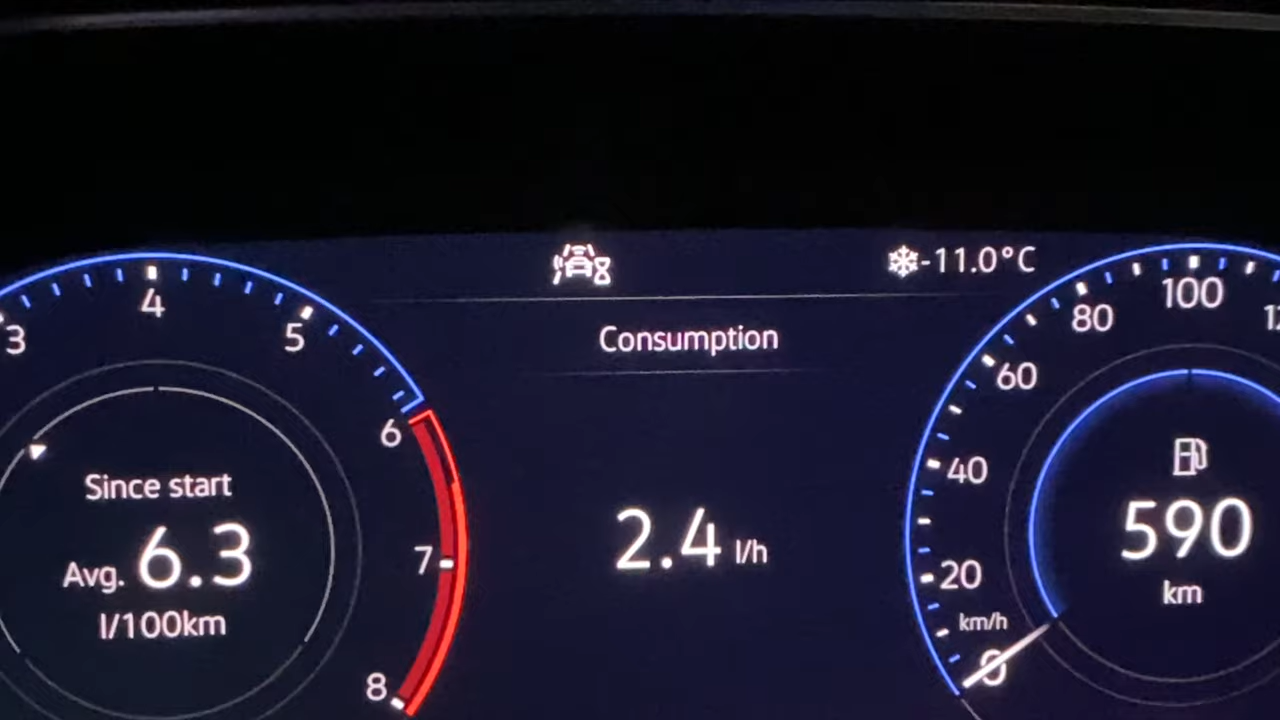 -11.0°C
Consumption
2.4 l/h
3
4
5
6
7
8
Since start
Avg. 6.3
l/100km
0
20
40
60
80
100
km/h
590
km